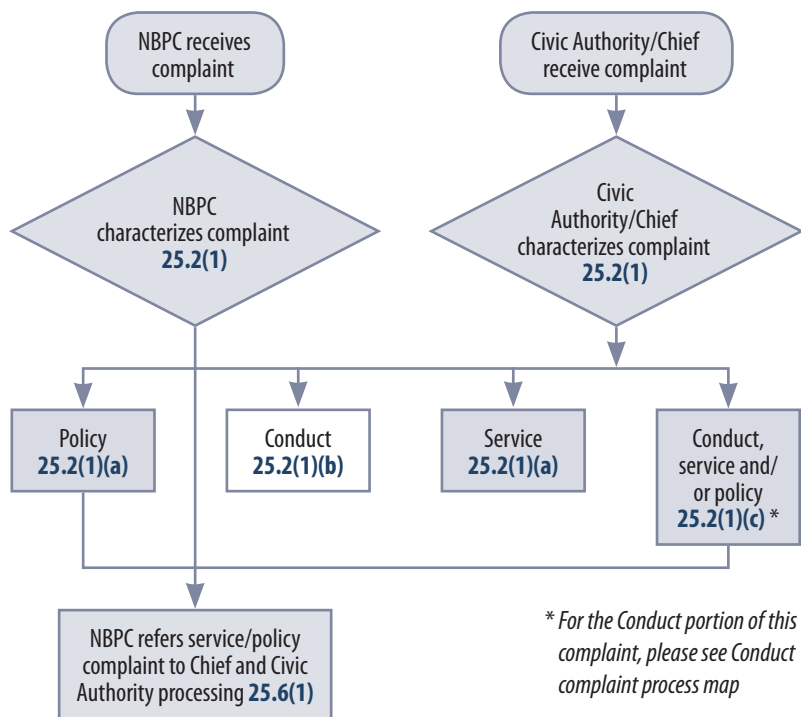 NBPC receives
complaint
Civic Authority/Chief
receive complaint
NBPC
characterizes complaint
25.2(1)
Civic
Authority/Chief
characterizes complaint
25.2(1)
Policy
25.2(1)(a)
Conduct
25.2(1)(b)
Service
25.2(1)(a)
Conduct,
service and/
or policy
25.2(1)(c) *
NBPC refers service/policy
complaint to Chief and Civic
Authority processing 25.6(1)
* For the Conduct portion of this
complaint, please see Conduct
complaint process map